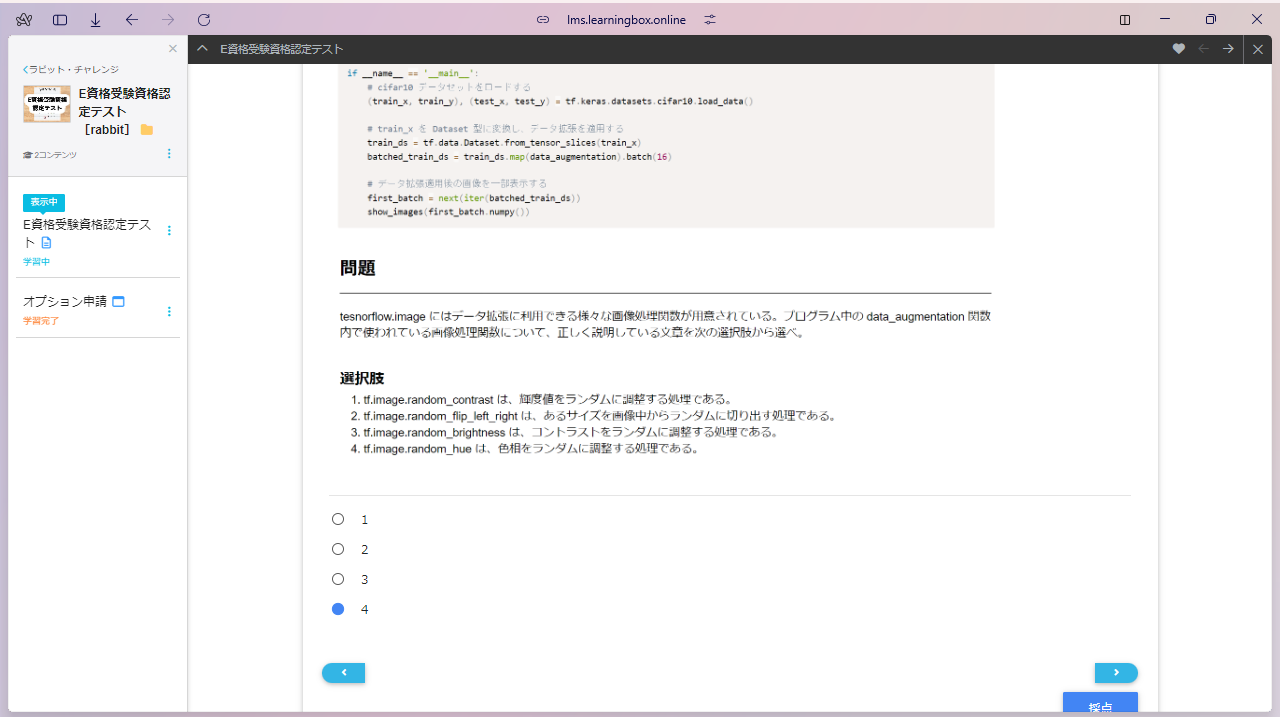 lms.learningbox.online
E資格受験資格認定テスト
ラビット・チャレンジ
E資格受験資格認定テスト
E資格受験資格認
定テスト
［rabbit］
2コンテンツ
表示中
E資格受験資格認定テス
ト
学習中
オプション申請
学習完了
if __name__ == '__main__':
# cifar10 データセットをロードする
(train_x, train_y), (test_x, test_y) = tf.keras.datasets.cifar10.load_data()
# train_x を Dataset 型に変換し、データ拡張を適用する
train_ds = tf.data.Dataset.from_tensor_slices(train_x)
batched_train_ds = train_ds.map(data_augmentation).batch(16)
# データ拡張適用後の画像を一部表示する
first_batch = next(iter(batched_train_ds))
show_images(first_batch.numpy())
問題
tesnorflow.image にはデータ拡張に利用できる様々な画像処理関数が用意されている。プログラム中の data_augmentation 関数
内で使われている画像処理関数について、正しく説明している文章を次の選択肢から選べ。
選択肢
1. tf.image.random_contrast は、輝度値をランダムに調整する処理である。
2. tf.image.random_flip_left_right は、あるサイズを画像中からランダムに切り出す処理である。
3. tf.image.random_brightness は、コントラストをランダムに調整する処理である。
4. tf.image.random_hue は、色相をランダムに調整する処理である。
1
2
3
4
採点